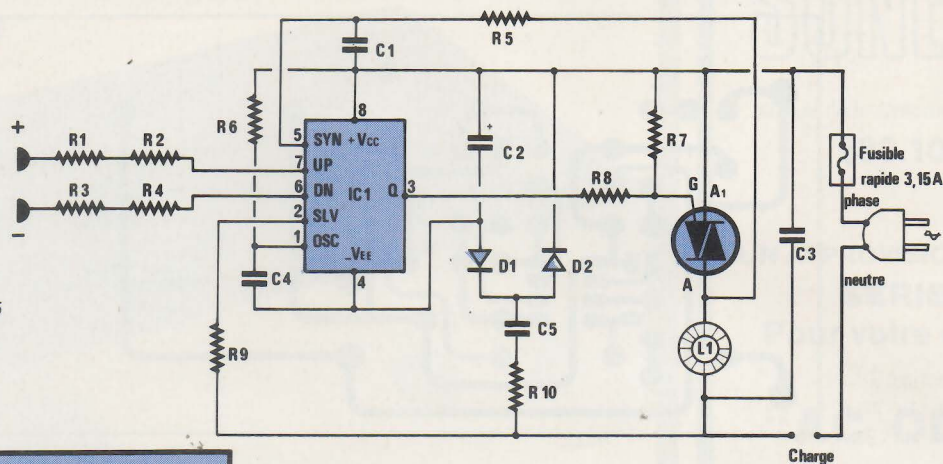 R5
C1
R6
8
+
R1
R2
5
SYN
+VCC
7
UP
C2
+
R7
Fusible
rapide 3,15A
R3
R4
6
DN
IC1
Q
3
R8
G
A1
phase
−
2
SLV
1
OSC
-VEE
4
C4
D1
D2
A
C3
neutre
C5
R9
L1
R10
Charge